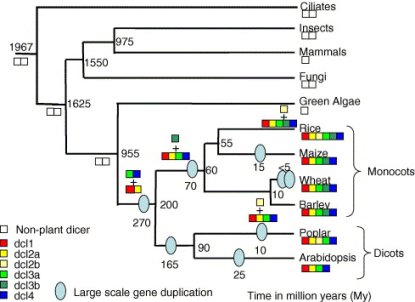 Ciliates
Insects
1967
975
Mammals
1550
Fungi
1625
Green Algae
+
Rice
955
+
55
Maize
Monocots
+
15
<5
60
70
Wheat
10
200
Barley
270
+
Poplar
90
10
Dicots
165
Arabidopsis
25
Non-plant dicer
dcl1
dcl2a
dcl2b
dcl3a
dcl3b
dcl4
Large scale gene duplication
Time in million years (My)